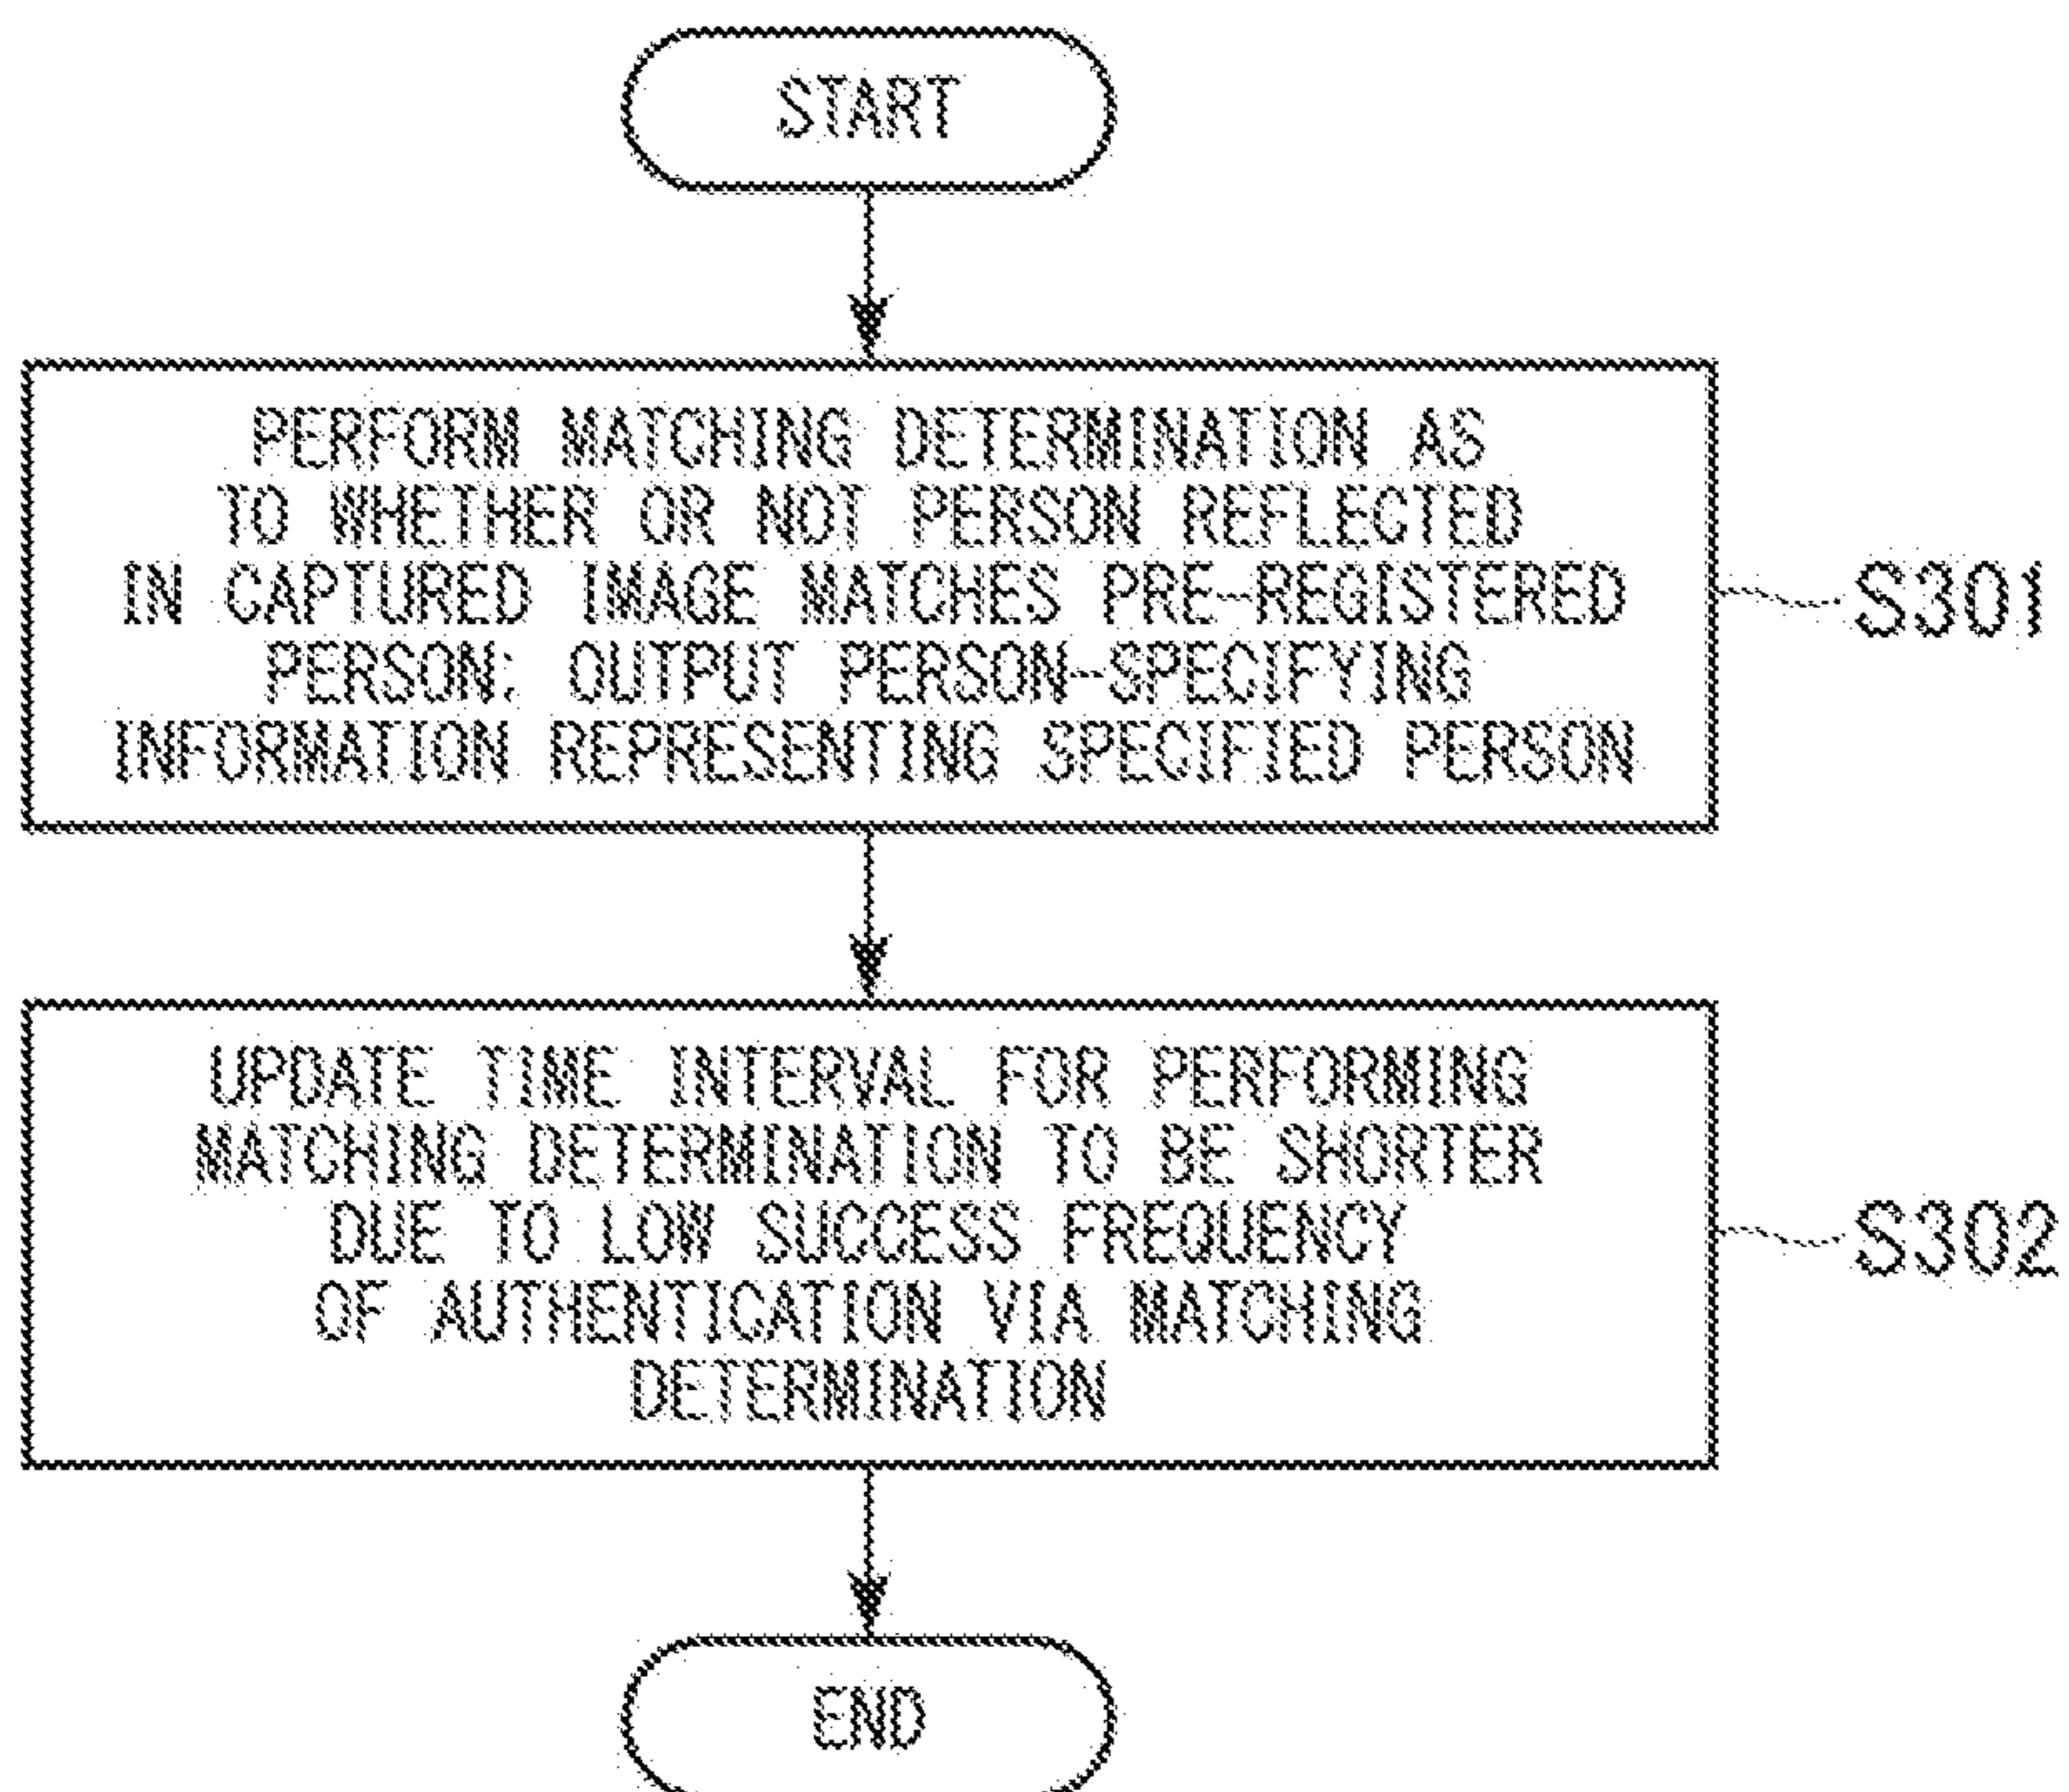 START
PERFORM MATCHING DETERMINATION AS
TO WHETHER OR NOT PERSON REFLECTED
IN CAPTURED IMAGE MATCHES PRE-REGISTERED
PERSON; OUTPUT PERSON-SPECIFYING
INFORMATION REPRESENTING SPECIFIED PERSON
S301
UPDATE TIME INTERVAL FOR PERFORMING
MATCHING DETERMINATION TO BE SHORTER
DUE TO LOW SUCCESS FREQUENCY
OF AUTHENTICATION VIA MATCHING
DETERMINATION
S302
END